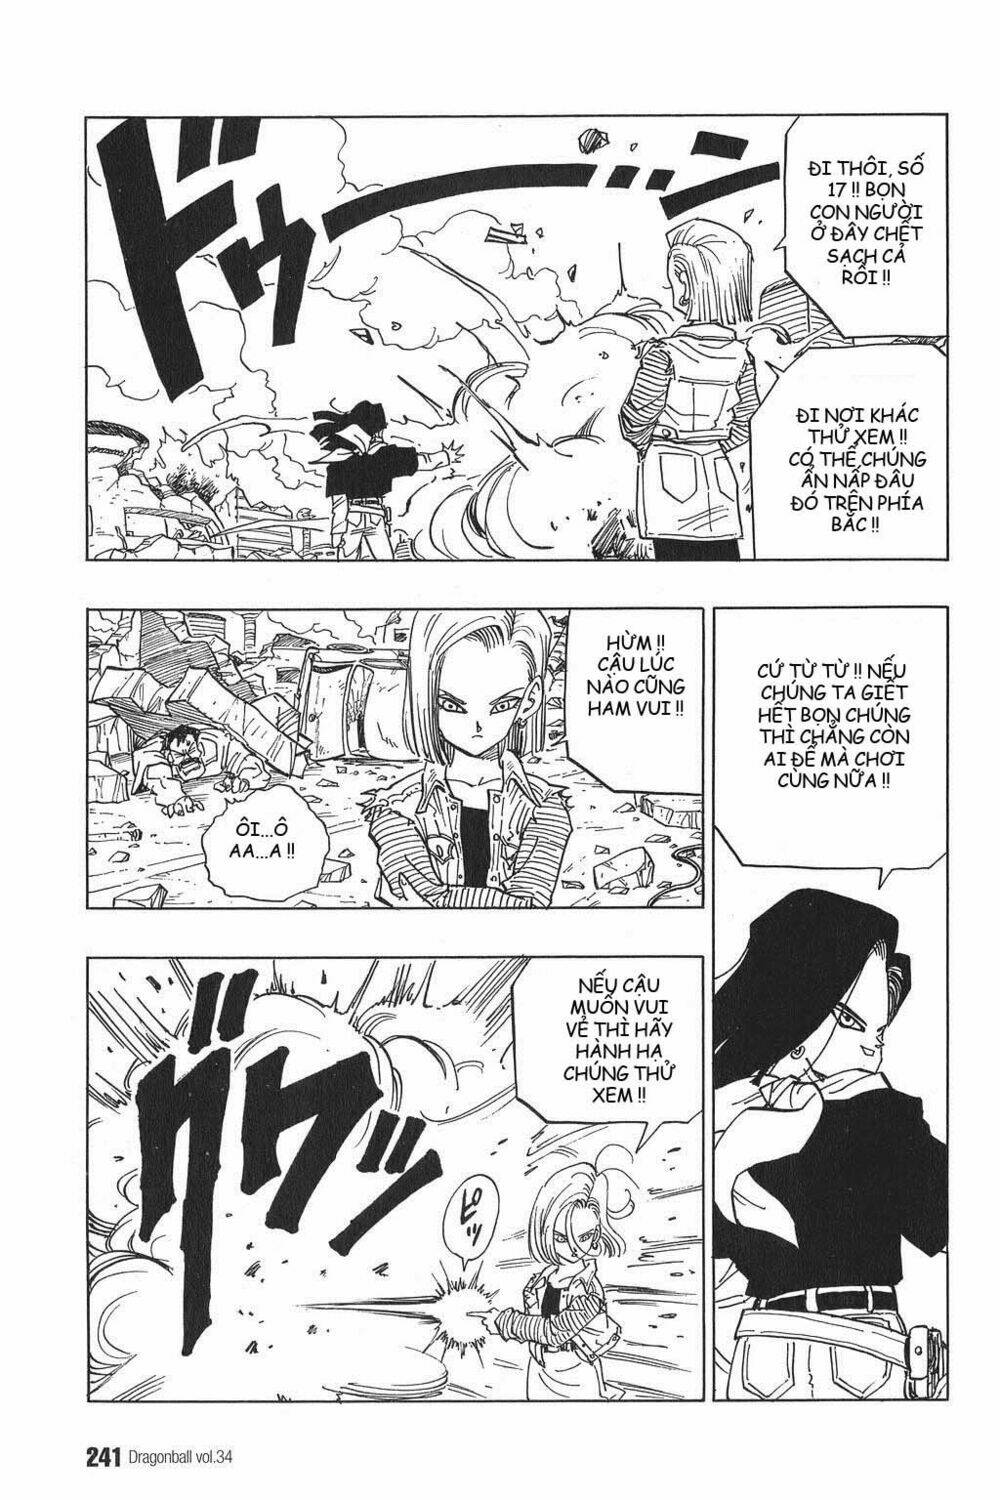 ドドゥーーン
ĐI THÔI, SỐ
17 !! BỌN
CON NGƯỜI
Ở ĐÂY CHẾT
SẠCH CẢ
RỒI !!
ĐI NƠI KHÁC
THỬ XEM !!
CÓ THỂ CHÚNG
ẨN NẤP ĐÂU
ĐÓ TRÊN PHÍA
BẮC !!
CỨ TỪ TỪ !! NẾU
CHÚNG TA GIẾT
HẾT BỌN CHÚNG
THÌ CHẲNG CÒN
AI ĐỂ MÀ CHƠI
CÙNG NỮA !!
HỪM !!
CẬU LÚC
NÀO CŨNG
HAM VUI !!
ÔI...Ô
AA...A !!
NẾU CẬU
MUỐN VUI
VẺ THÌ HÃY
HÀNH HẠ
CHÚNG THỬ
XEM !!
ピッ
グワッ
241 Dragonball vol.34